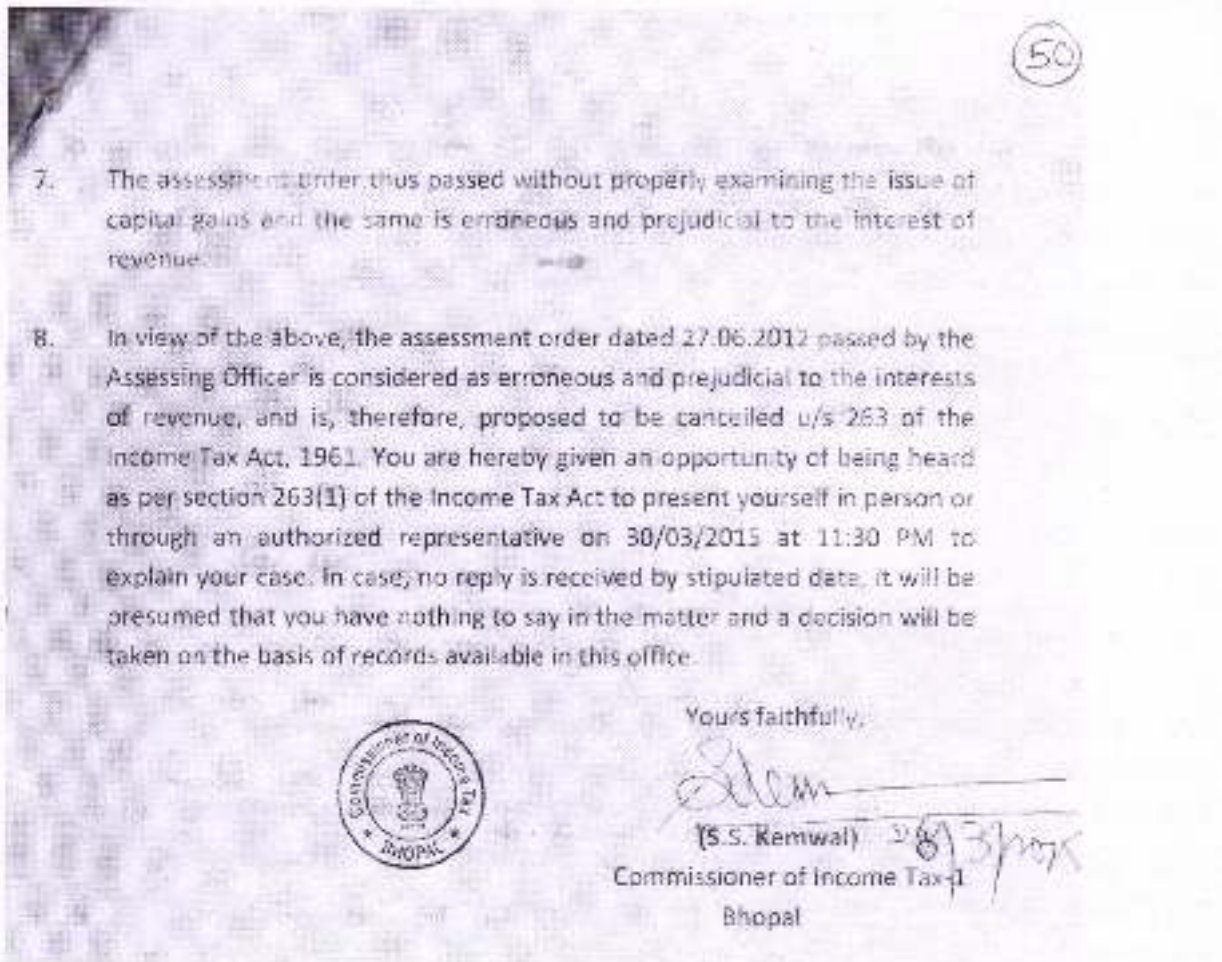 50
7. The assessment order thus passed without properly examining the issue of
capital gains and the same is erroneous and prejudicial to the interest of
revenue.
8. In view of the above, the assessment order dated 27.06.2012 passed by the
Assessing Officer is considered as erroneous and prejudicial to the interests
of revenue, and is, therefore, proposed to be cancelled u/s 263 of the
Income Tax Act, 1961. You are hereby given an opportunity of being heard
as per section 263(1) of the Income Tax Act to present yourself in person or
through an authorized representative on 30/03/2015 at 11:30 PM to
explain your case. In case, no reply is received by stipulated date, it will be
presumed that you have nothing to say in the matter and a decision will be
taken on the basis of records available in this office.
Yours faithfully,
Commissioner of Income Tax
BHOPAL
(S.S. Kemwal)
Commissioner of Income Tax-1
Bhopal